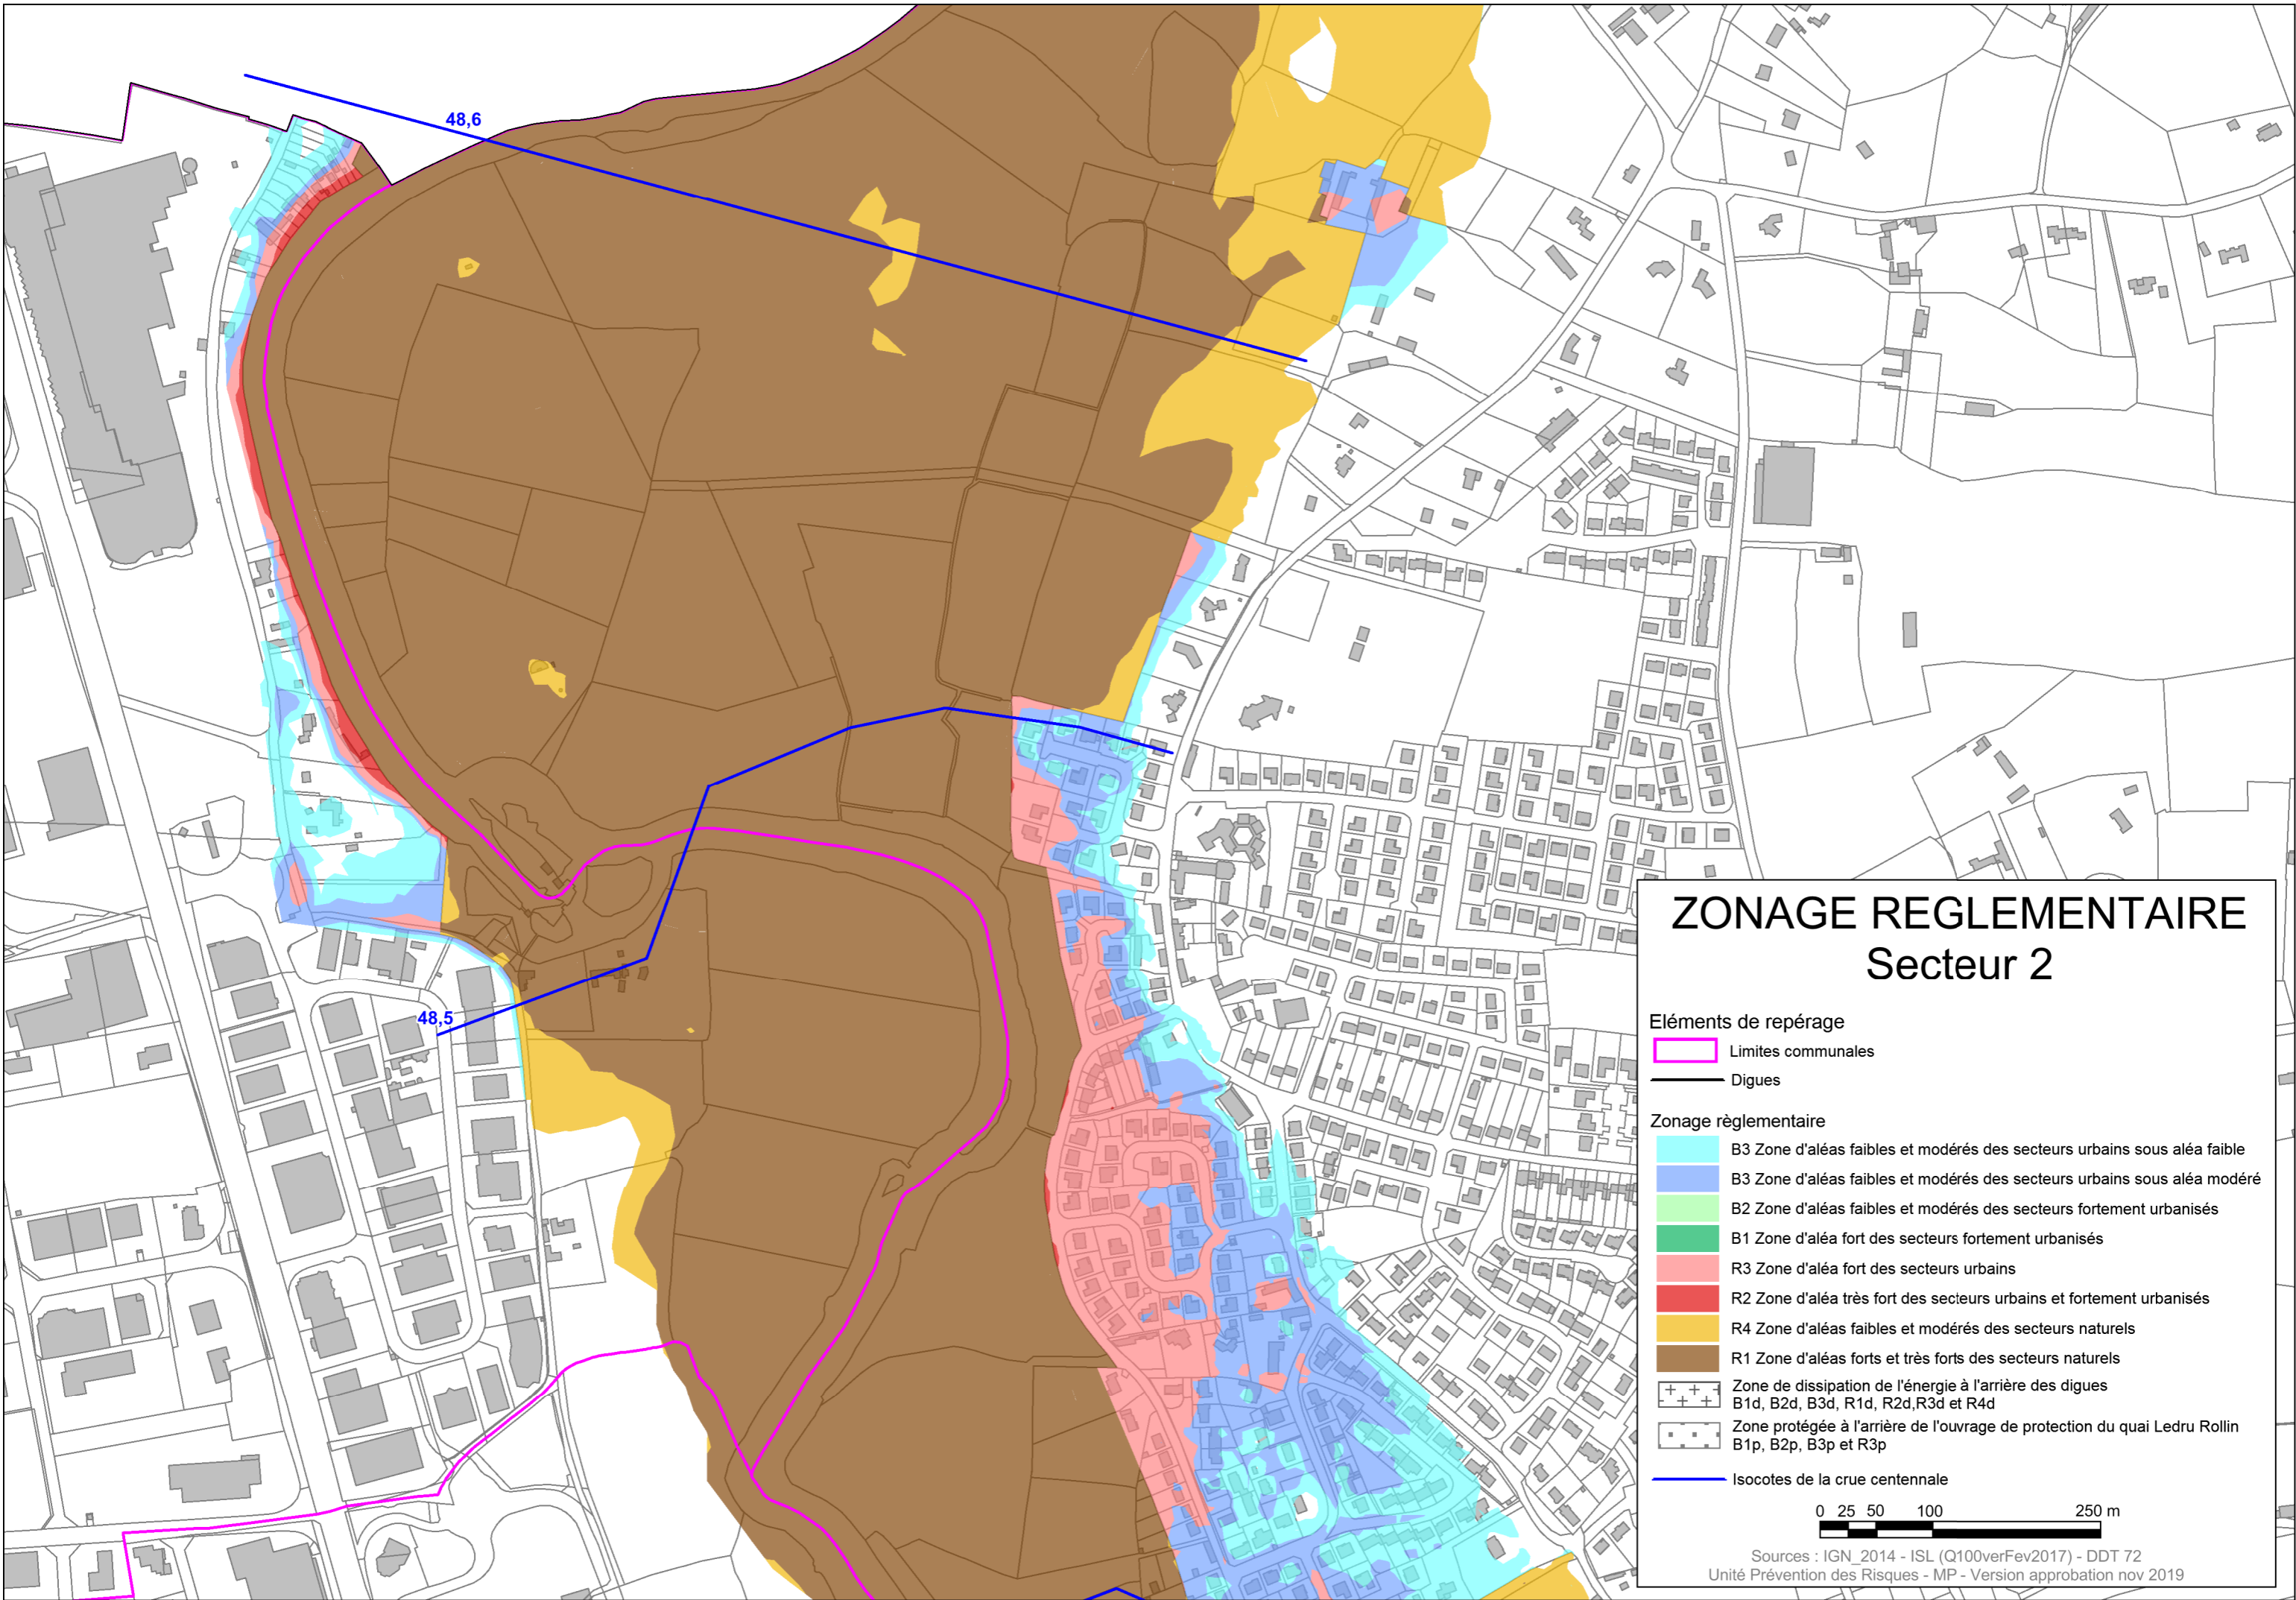 48,6
48,5
ZONAGE REGLEMENTAIRE
Secteur 2
Eléments de repérage
Limites communales
Digues
Zonage règlementaire
B3 Zone d'aléas faibles et modérés des secteurs urbains sous aléa faible
B3 Zone d'aléas faibles et modérés des secteurs urbains sous aléa modéré
B2 Zone d'aléas faibles et modérés des secteurs fortement urbanisés
B1 Zone d'aléa fort des secteurs fortement urbanisés
R3 Zone d'aléa fort des secteurs urbains
R2 Zone d'aléa très fort des secteurs urbains et fortement urbanisés
R4 Zone d'aléas faibles et modérés des secteurs naturels
R1 Zone d'aléas forts et très forts des secteurs naturels
Zone de dissipation de l'énergie à l'arrière des digues
B1d, B2d, B3d, R1d, R2d,R3d et R4d
Zone protégée à l'arrière de l'ouvrage de protection du quai Ledru Rollin
B1p, B2p, B3p et R3p
Isocotes de la crue centennale
0 25 50 100 250 m
Sources : IGN_2014 - ISL (Q100verFev2017) - DDT 72
Unité Prévention des Risques - MP - Version approbation nov 2019